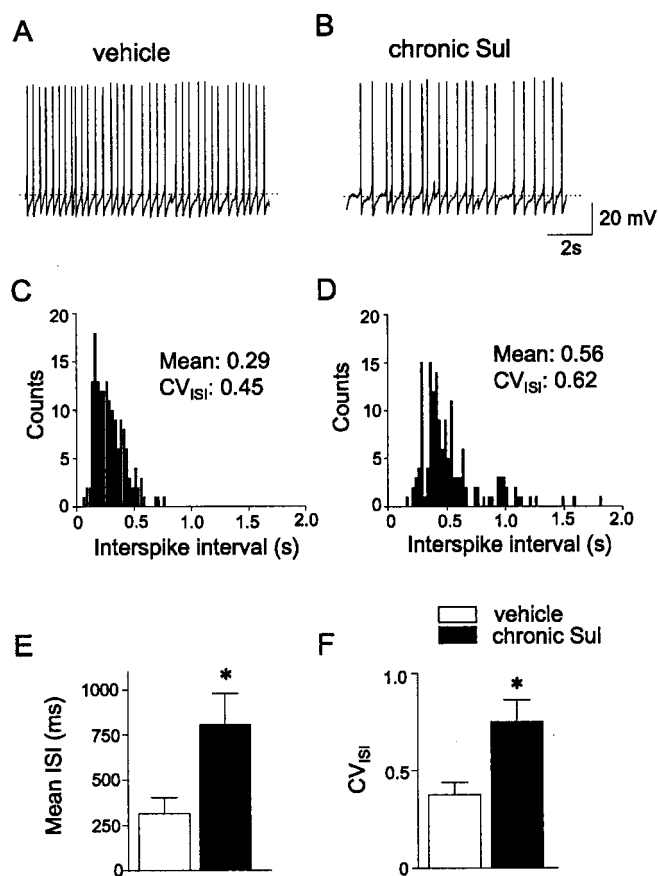 A
vehicle
B
chronic Sul
20 mV
2s
C
20
15
10
5
0
Counts
Mean: 0.29
CVISI: 0.45
0 0.5 1.0 1.5 2.0
Interspike interval (s)
D
20
15
10
5
0
Counts
Mean: 0.56
CVISI: 0.62
0 0.5 1.0 1.5 2.0
Interspike interval (s)
vehicle
chronic Sul
E
1000
750
500
250
0
Mean ISI (ms)
*
F
1.0
0.5
0
CVISI
*